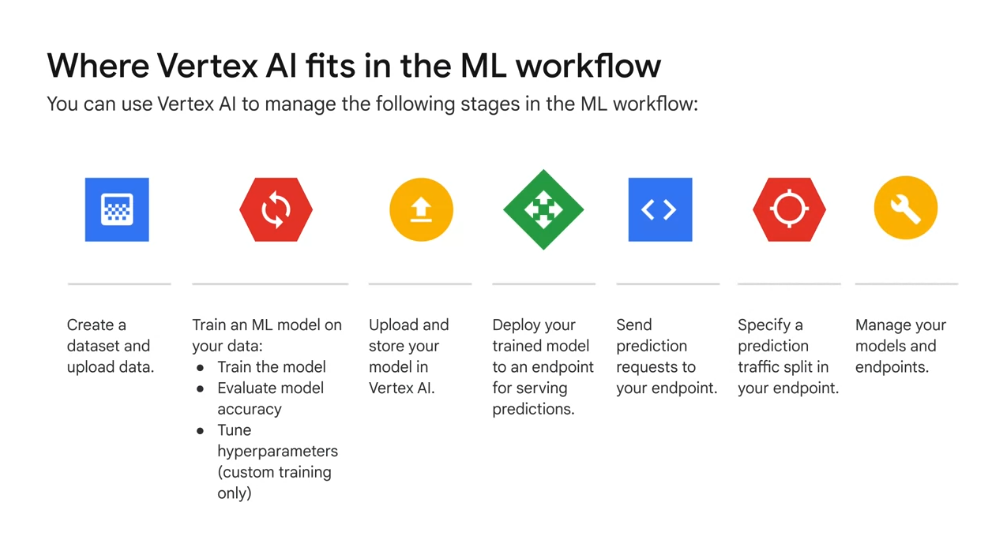 Where Vertex AI fits in the ML workflow
You can use Vertex AI to manage the following stages in the ML workflow:
Create a
dataset and
upload data.
Train an ML model on
your data:
● Train the model
● Evaluate model
accuracy
● Tune
hyperparameters
(custom training
only)
Upload and
store your
model in
Vertex AI.
Deploy your
trained model
to an endpoint
for serving
predictions.
Send
prediction
requests to
your endpoint.
Specify a
prediction
traffic split in
your endpoint.
Manage your
models and
endpoints.